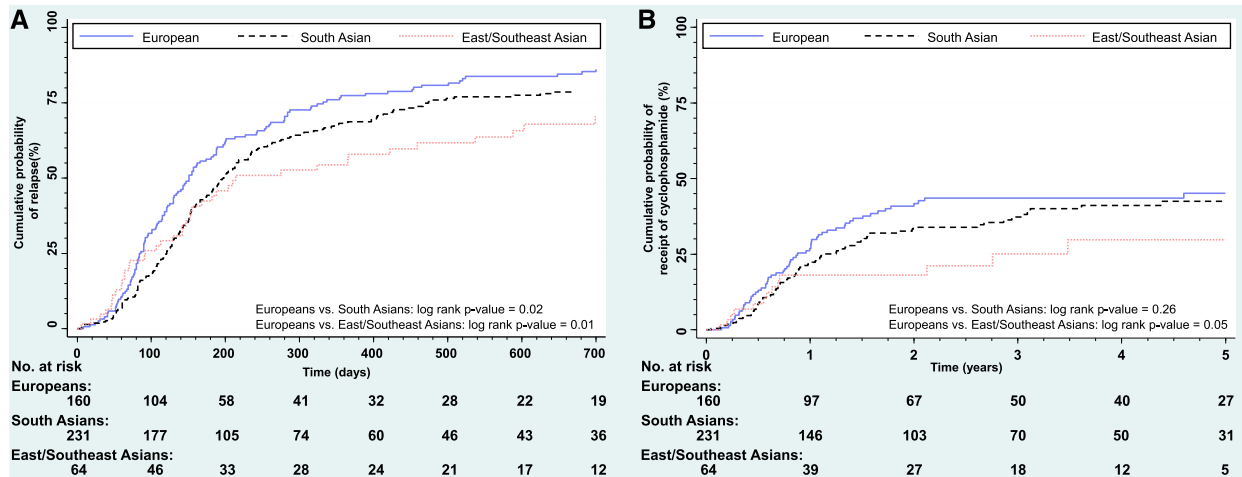 A
European South Asian East/Southeast Asian
100
75
50
25
0
Cumulative probability
of relapse(%)
Europeans vs. South Asians: log rank p-value = 0.02
Europeans vs. East/Southeast Asians: log rank p-value = 0.01
0 100 200 300 400 500 600 700
Time (days)
No. at risk
Europeans:
160 104 58 41 32 28 22 19
South Asians:
231 177 105 74 60 46 43 36
East/Southeast Asians:
64 46 33 28 24 21 17 12
B
European South Asian East/Southeast Asian
100
75
50
25
0
Cumulative probability of
receipt of cyclophosphamide (%)
Europeans vs. South Asians: log rank p-value = 0.26
Europeans vs. East/Southeast Asians: log rank p-value = 0.05
0 1 2 3 4 5
Time (years)
No. at risk
Europeans:
160 97 67 50 40 27
South Asians:
231 146 103 70 50 31
East/Southeast Asians:
64 39 27 18 12 5